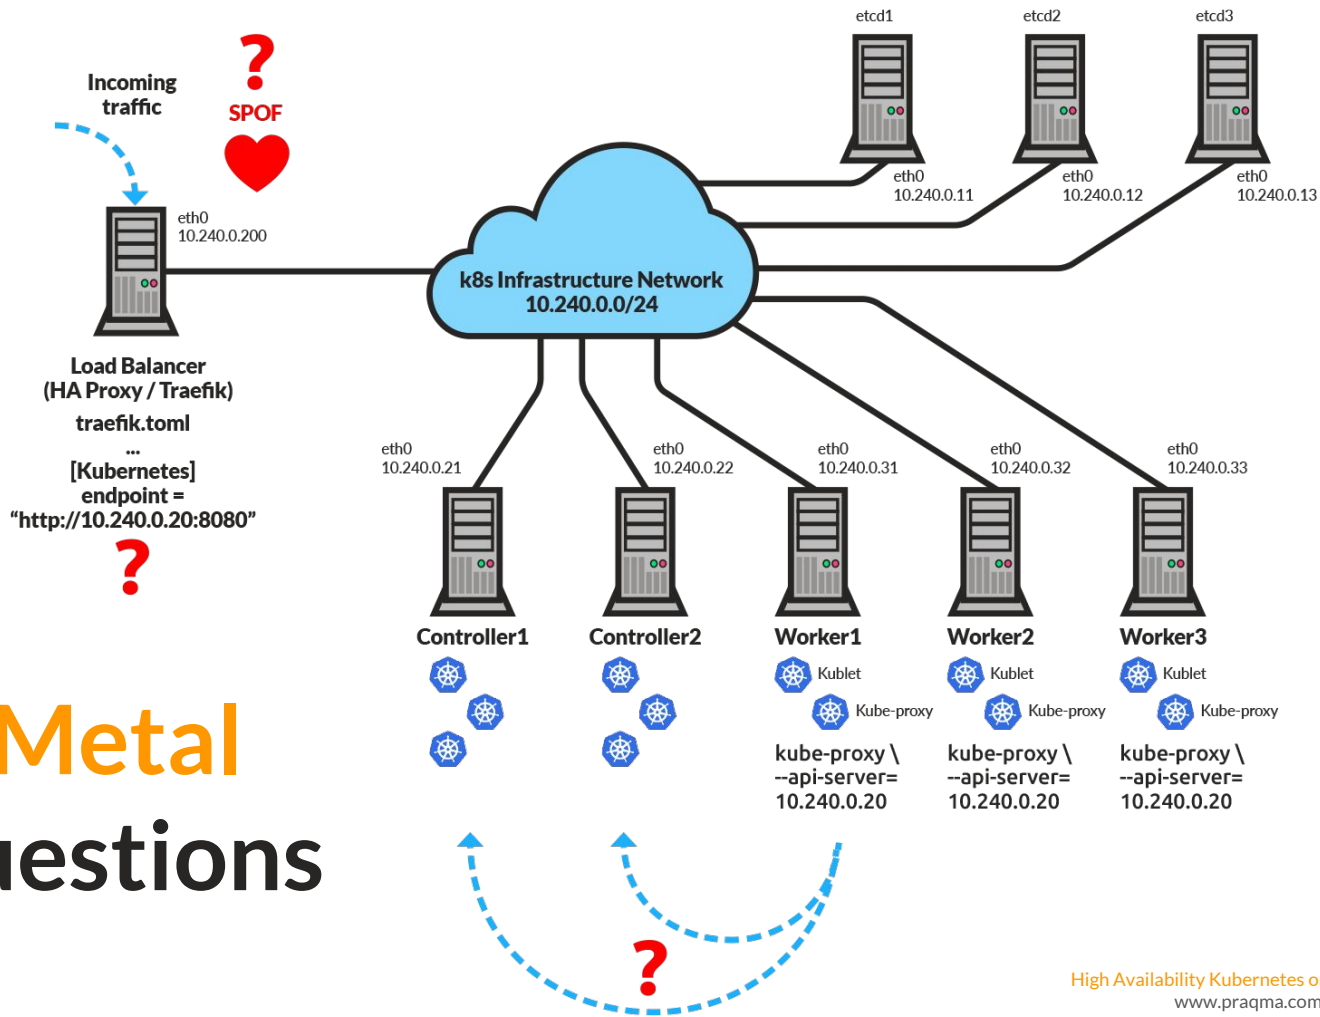 etcd1
etcd2
etcd3
Incoming
traffic
?
SPOF
eth0
10.240.0.200
eth0
10.240.0.11
eth0
10.240.0.12
eth0
10.240.0.13
k8s Infrastructure Network
10.240.0.0/24
Load Balancer
(HA Proxy / Traefik)
traefik.toml
...
[Kubernetes]
endpoint =
“http://10.240.0.20:8080”
?
eth0
10.240.0.21
eth0
10.240.0.22
eth0
10.240.0.31
eth0
10.240.0.32
eth0
10.240.0.33
Controller1
Controller2
Worker1
Kublet
Kube-proxy
kube-proxy \
--api-server=
10.240.0.20
Worker2
Kublet
Kube-proxy
kube-proxy \
--api-server=
10.240.0.20
Worker3
Kublet
Kube-proxy
kube-proxy \
--api-server=
10.240.0.20
Metal
uestions
?
High Availability Kubernetes o
www.praqma.com